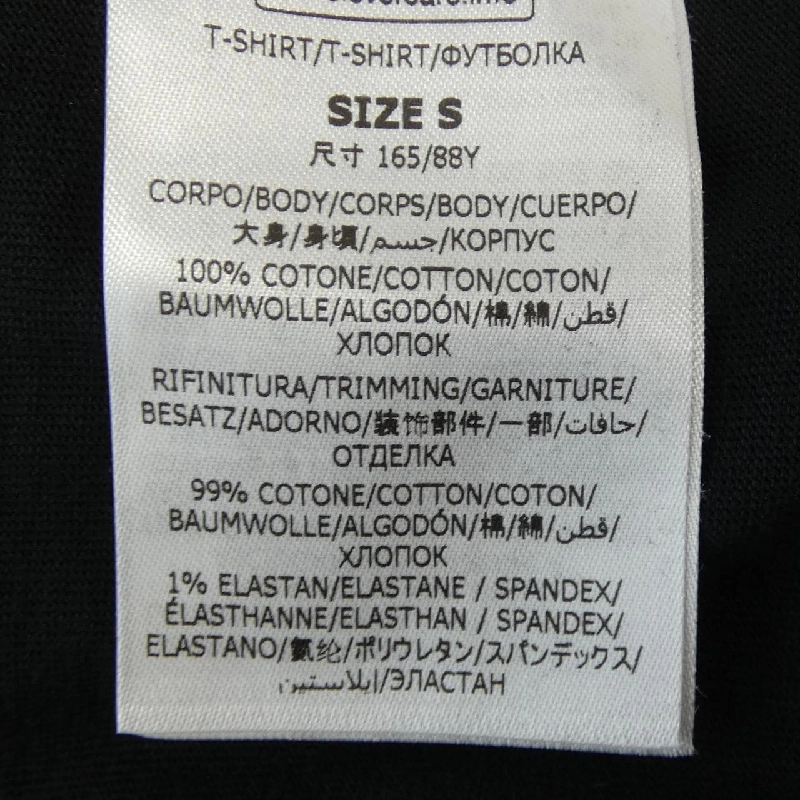 clevercare.info
T-SHIRT/T-SHIRT/ФУТБОЛКА
SIZE S
尺寸 165/88Y
CORPO/BODY/CORPS/BODY/CUERPO/
大身/身頃/جسم/КОРПУС
100% COTONE/COTTON/COTON/
BAUMWOLLE/ALGODÓN/棉/綿/قطن/
ХЛОПОК
RIFINITURA/TRIMMING/GARNITURE/
BESATZ/ADORNO/装饰部件/一部/حافات/
ОТДЕЛКА
99% COTONE/COTTON/COTON/
BAUMWOLLE/ALGODÓN/棉/綿/قطن/
ХЛОПОК
1% ELASTAN/ELASTANE / SPANDEX/
ÉLASTHANNE/ELASTHAN / SPANDEX/
ELASTANO/氨纶/ポリウレタン/スパンデックス/
إيلاستين/ЭЛАСТАН